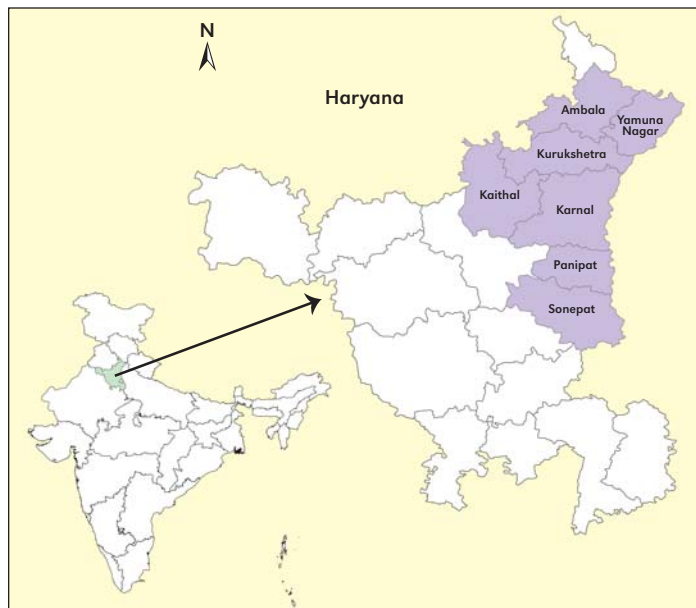 N
Haryana
Ambala
Yamuna
Nagar
Kurukshetra
Kaithal
Karnal
Panipat
Sonepat